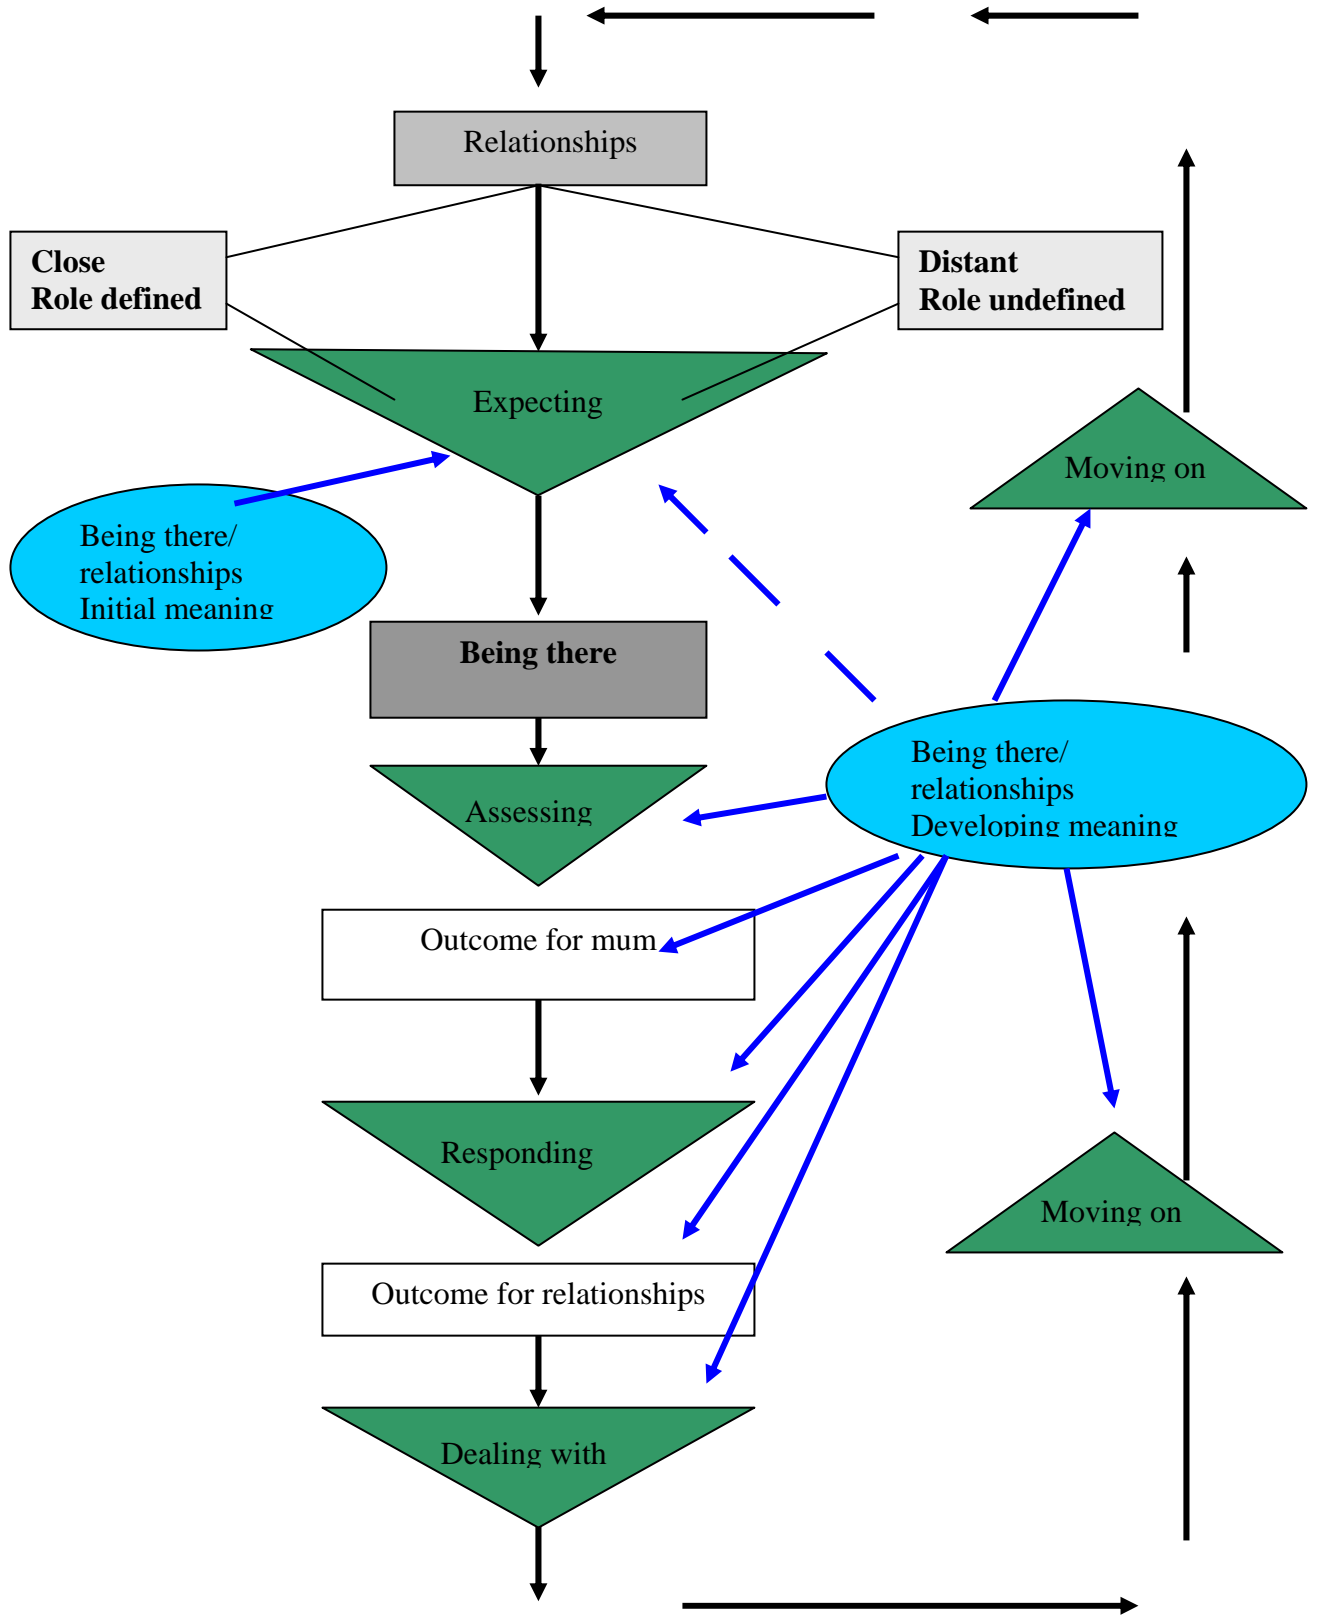 Relationships
Close
Role defined
Distant
Role undefined
Expecting
Moving on
Being there/
relationships
Initial meaning
Being there
Being there/
relationships
Developing meaning
Assessing
Outcome for mum
Responding
Moving on
Outcome for relationships
Dealing with